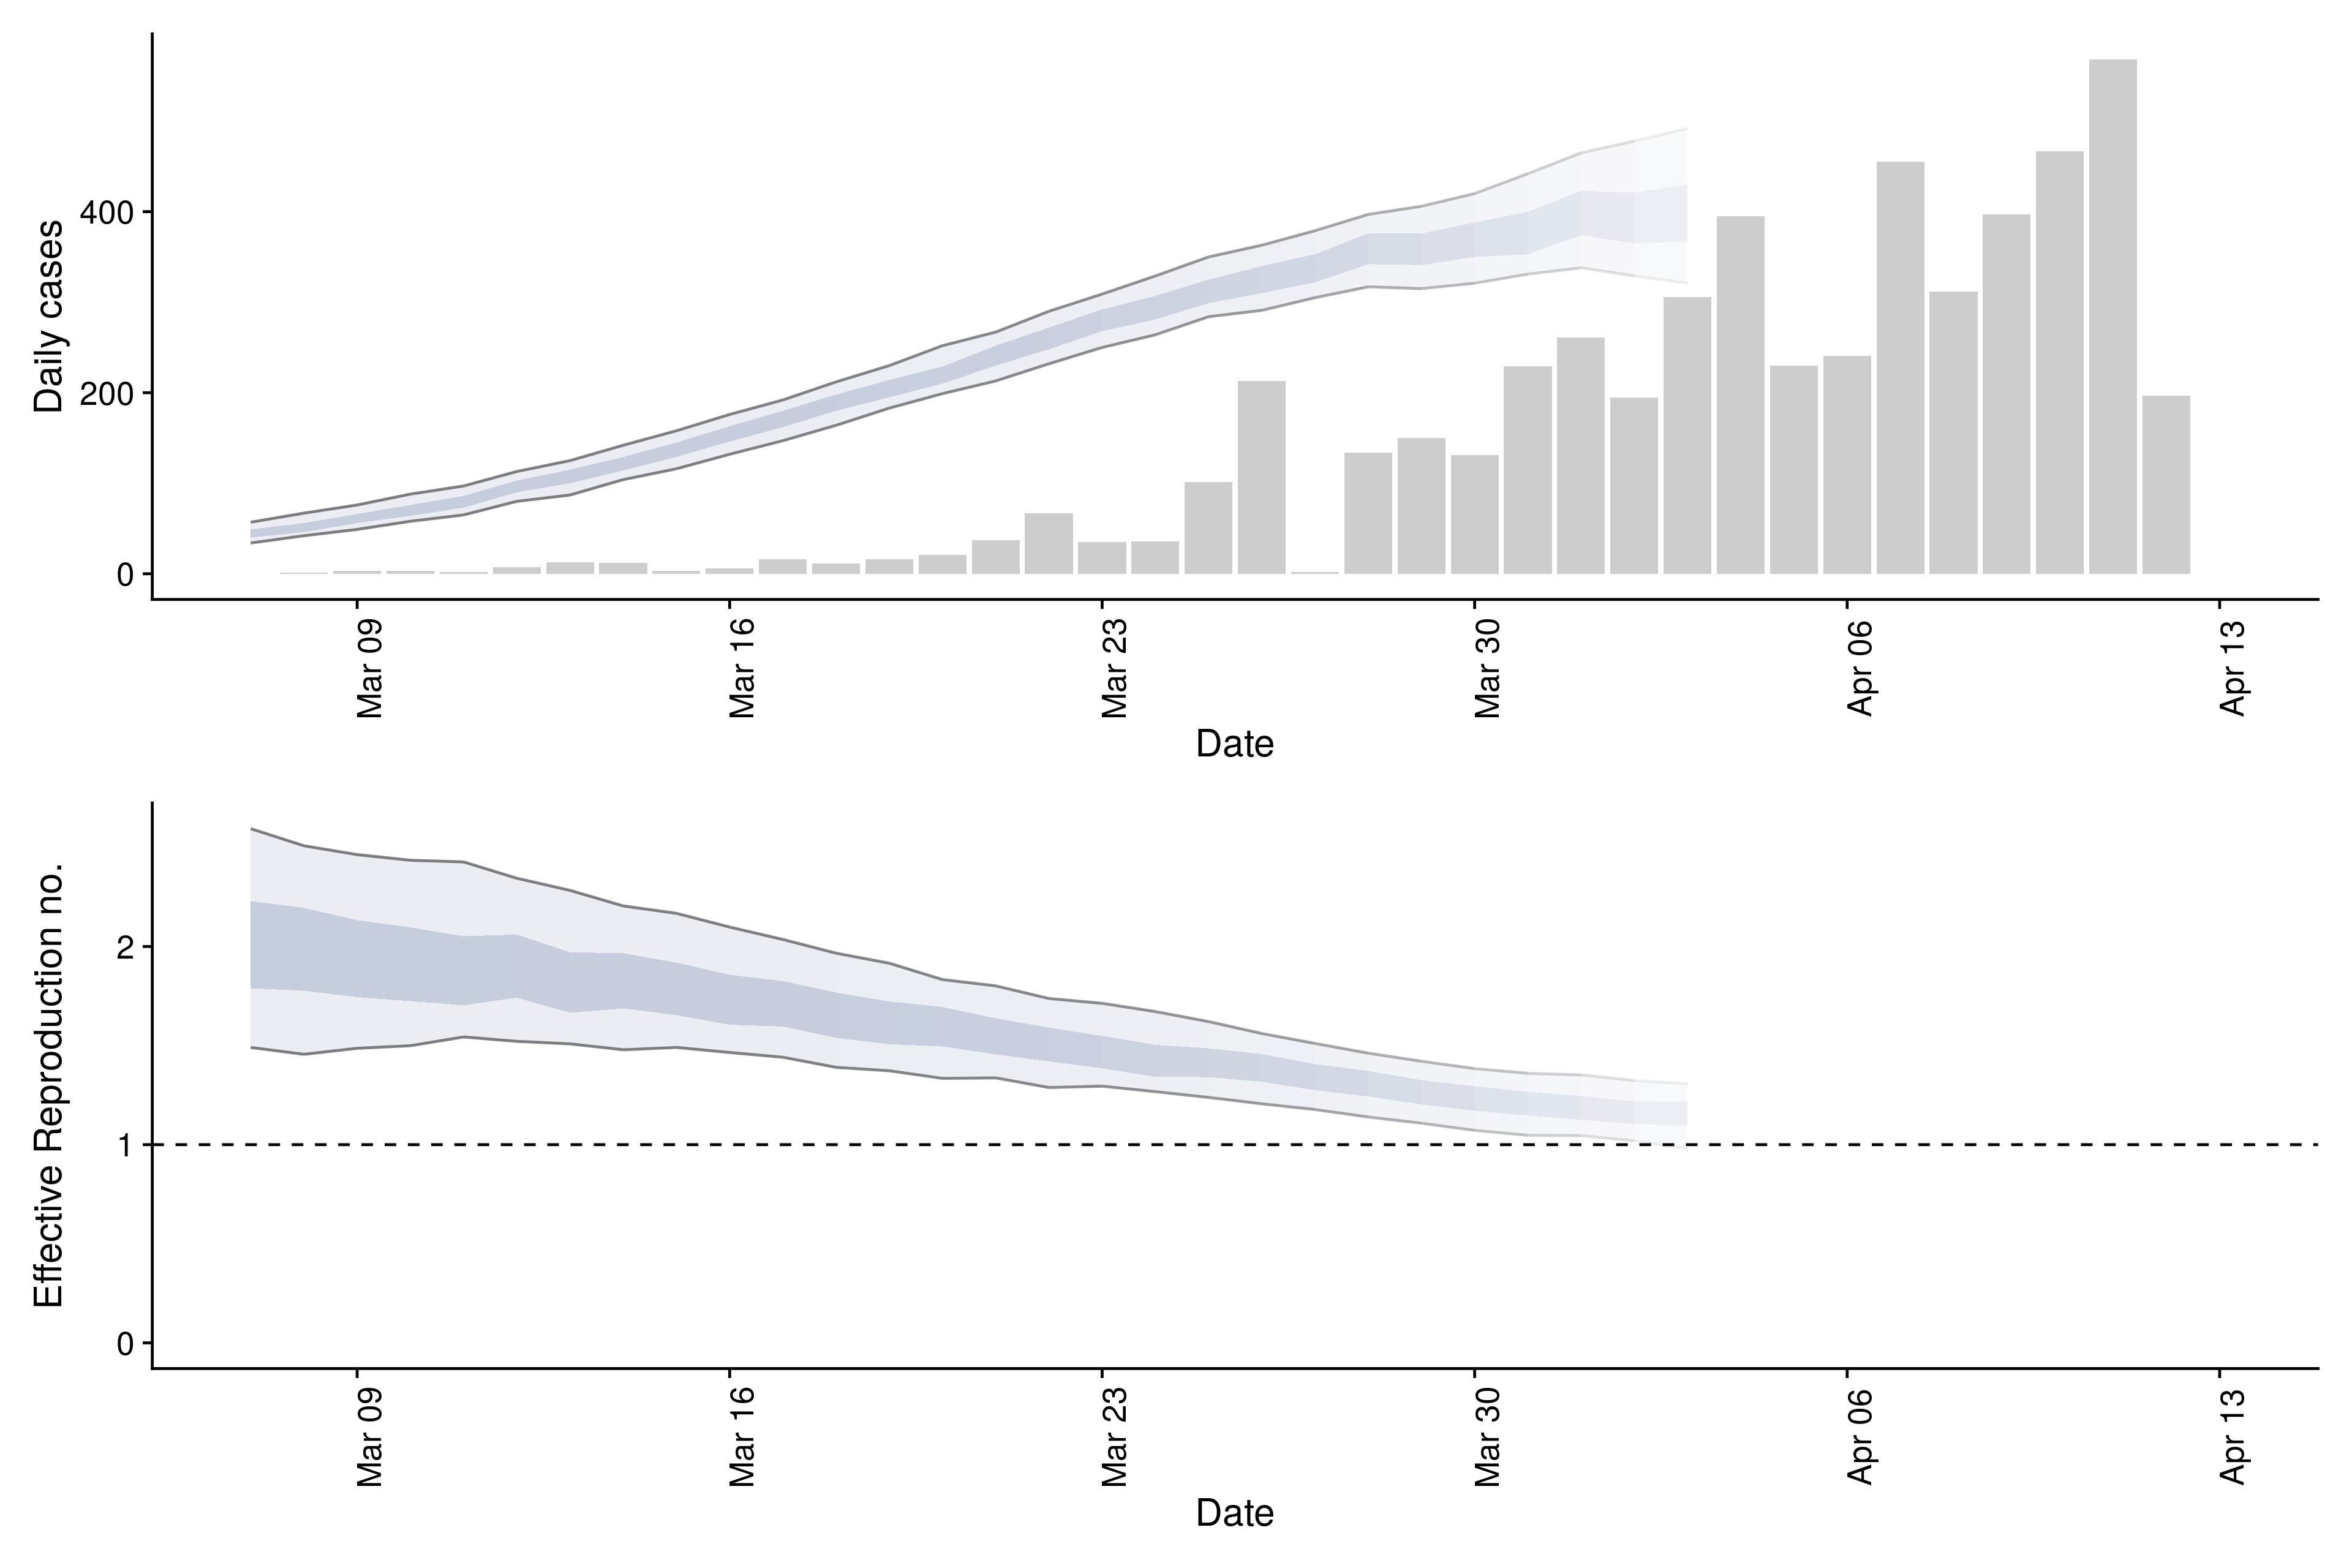 Daily cases
400
200
0
Mar 09
Mar 16
Mar 23
Mar 30
Apr 06
Apr 13
Date
Effective Reproduction no.
2
1
0
Mar 09
Mar 16
Mar 23
Mar 30
Apr 06
Apr 13
Date